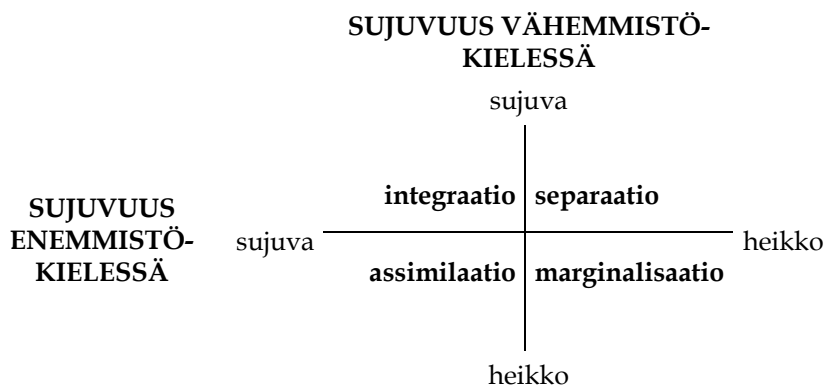 SUJUVUUS VÄHEMMISTÖ-
KIELESSÄ
sujuva
integraatio separaatio
SUJUVUUS
ENEMMISTÖ-
KIELESSÄ
sujuva
heikko
assimilaatio marginalisaatio
heikko